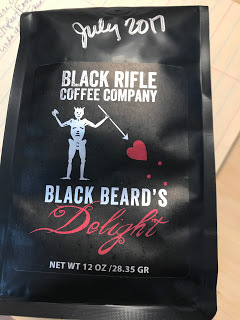 July 2017
BLACK RIFLE
COFFEE COMPANY
BLACK BEARD'S
Delight
NET WT 12 OZ /28.35 GR